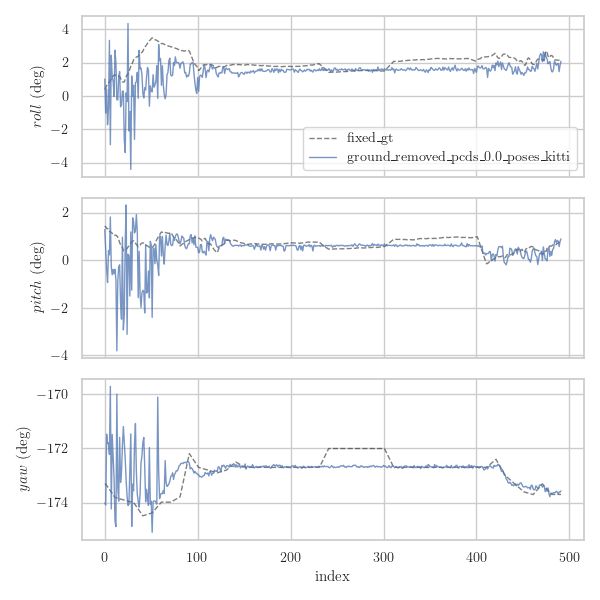 4
2
0
−2
−4
roll (deg)
fixed_gt
ground_removed_pcds_0.0_poses_kitti
2
0
−2
−4
pitch (deg)
−170
−172
−174
yaw (deg)
0 100 200 300 400 500
index